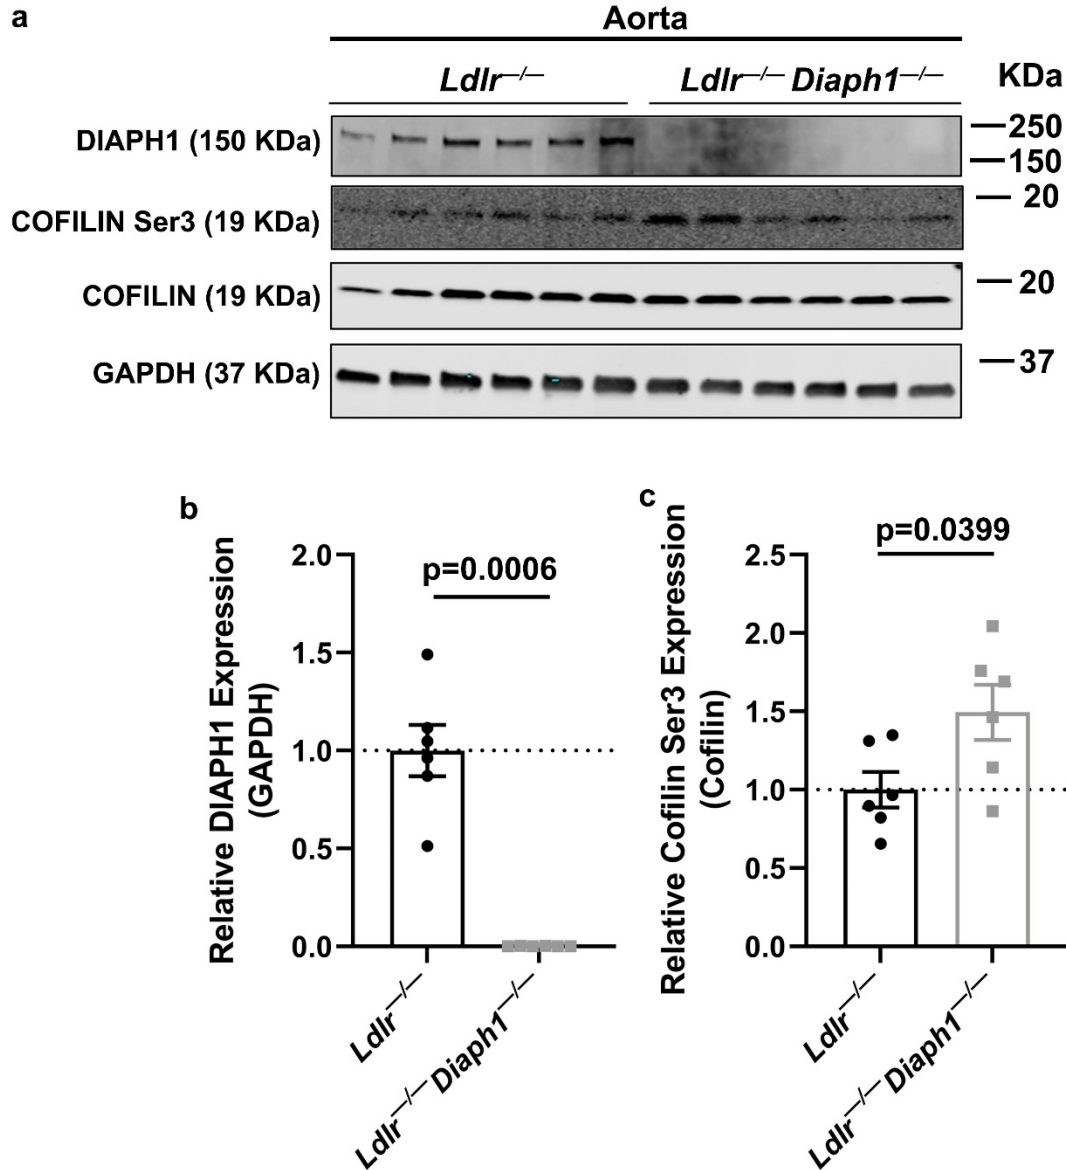 a
Aorta
Ldlr—/— Ldlr—/— Diaph1—/— KDa
DIAPH1 (150 KDa) 250
150
COFILIN Ser3 (19 KDa) 20
COFILIN (19 KDa) 20
GAPDH (37 KDa) 37
b
Relative DIAPH1 Expression
(GAPDH)
p=0.0006
2.0
1.5
1.0
0.5
0.0
Ldlr—/—
Ldlr—/— Diaph1—/—
c
Relative Cofilin Ser3 Expression
(Cofilin)
p=0.0399
2.5
2.0
1.5
1.0
0.5
0.0
Ldlr—/—
Ldlr—/— Diaph1—/—